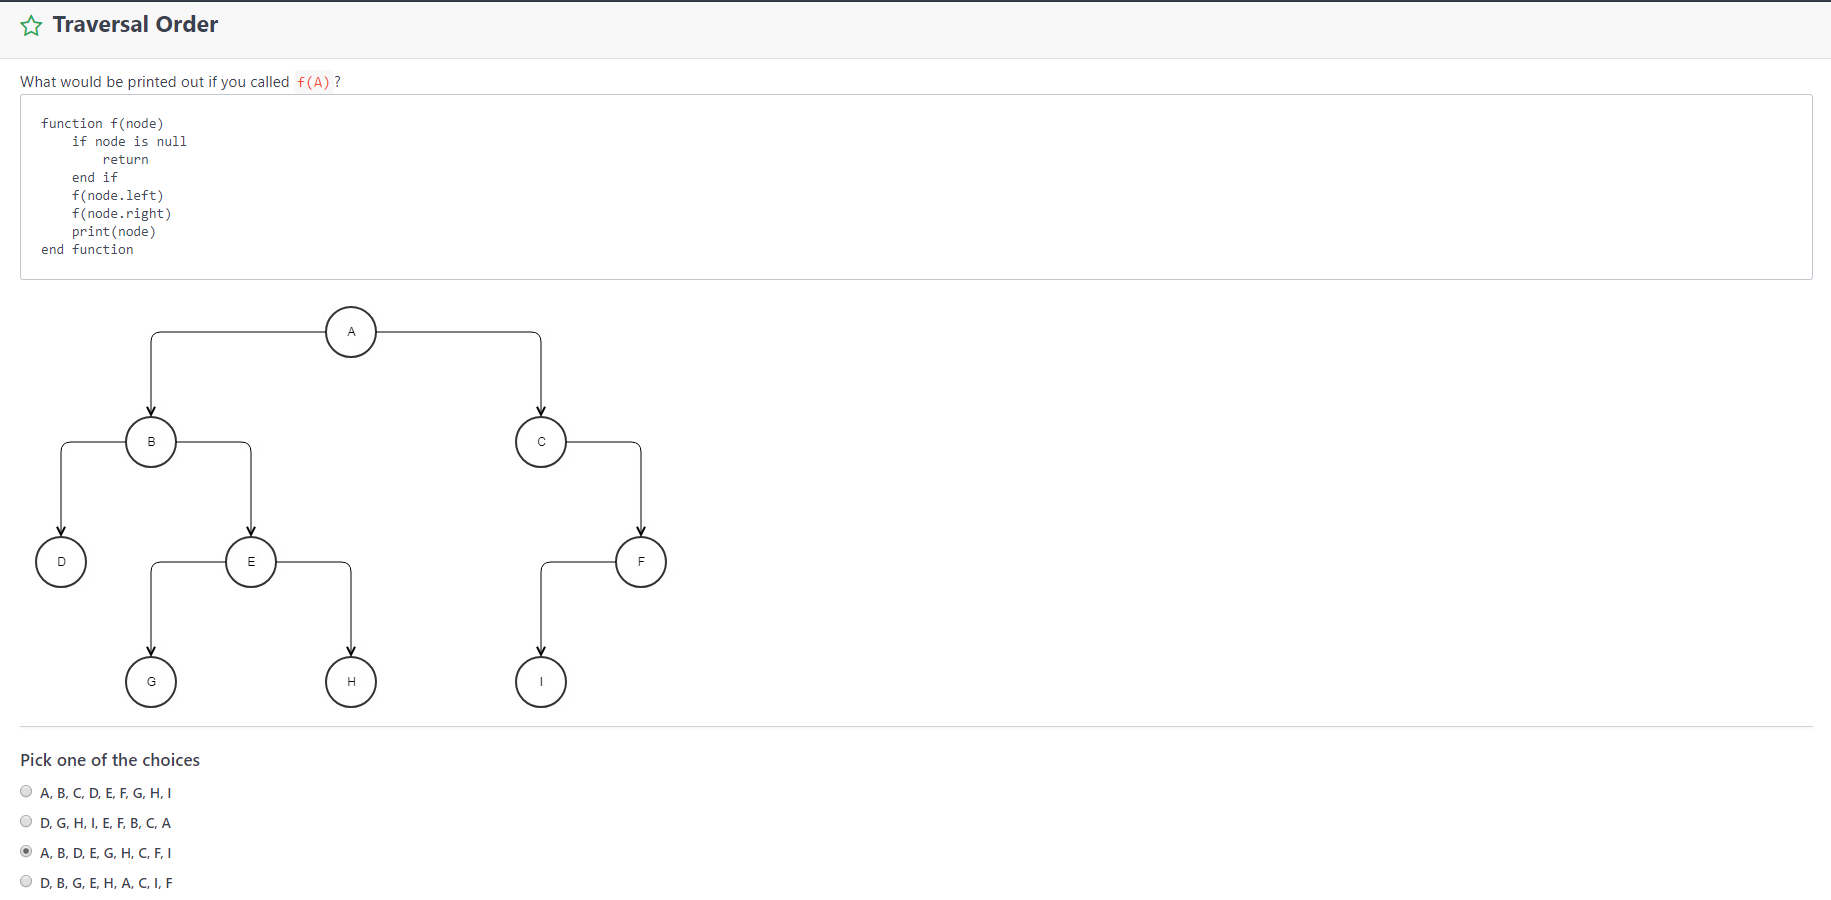 Traversal Order
What would be printed out if you called f(A) ?
function f(node)
    if node is null
        return
    end if
    f(node.left)
    f(node.right)
    print(node)
end function
A
B
C
D
E
F
G
H
I
Pick one of the choices
A, B, C, D, E, F, G, H, I
D, G, H, I, E, F, B, C, A
A, B, D, E, G, H, C, F, I
D, B, G, E, H, A, C, I, F